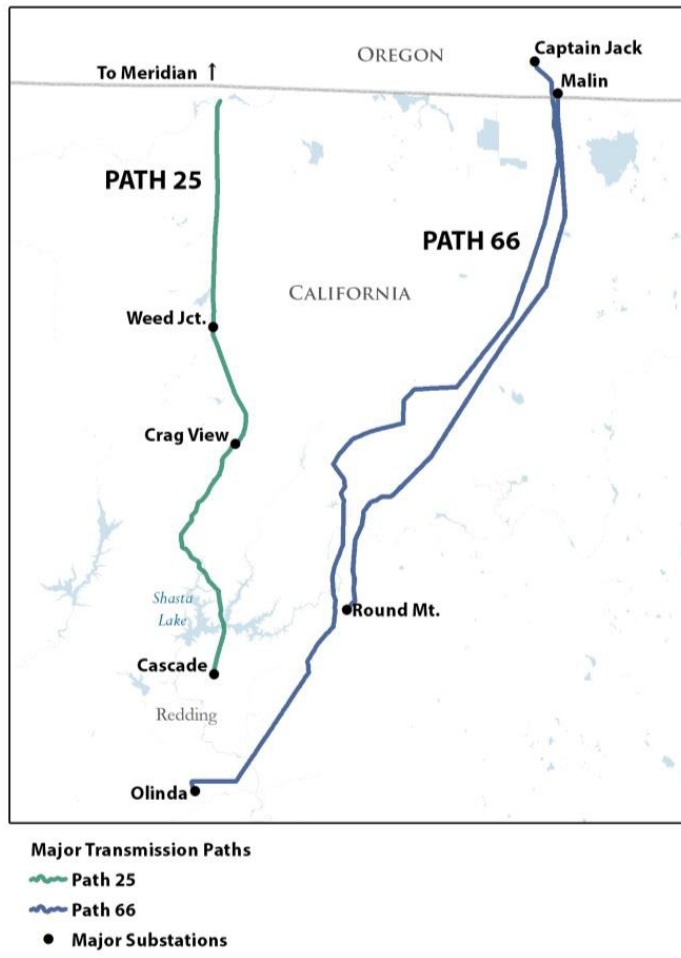 To Meridian ↑
OREGON
Captain Jack
Malin
PATH 25
PATH 66
CALIFORNIA
Weed Jct.
Crag View
Shasta
Lake
Round Mt.
Cascade
Redding
Olinda
Major Transmission Paths
Path 25
Path 66
Major Substations